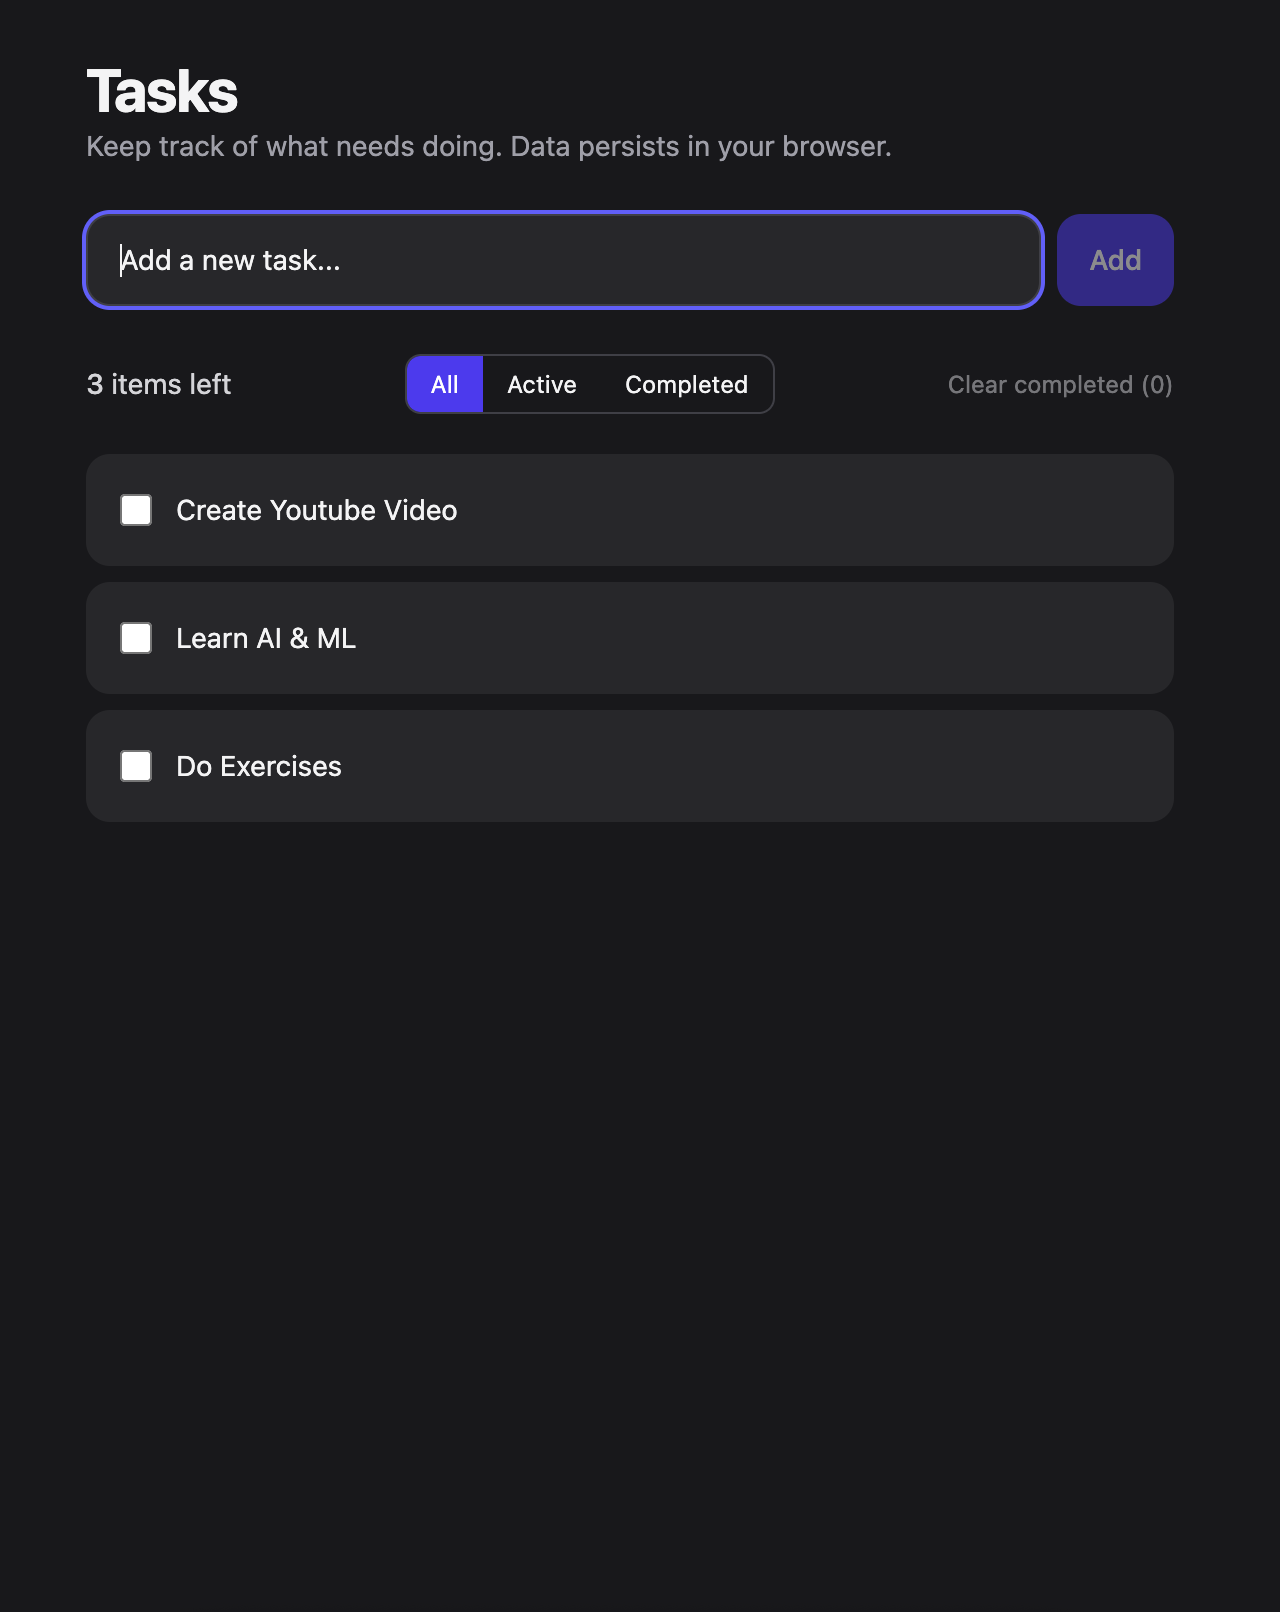 Tasks
Keep track of what needs doing. Data persists in your browser.
Add a new task...
Add
3 items left
All
Active
Completed
Clear completed (0)
Create Youtube Video
Learn AI & ML
Do Exercises